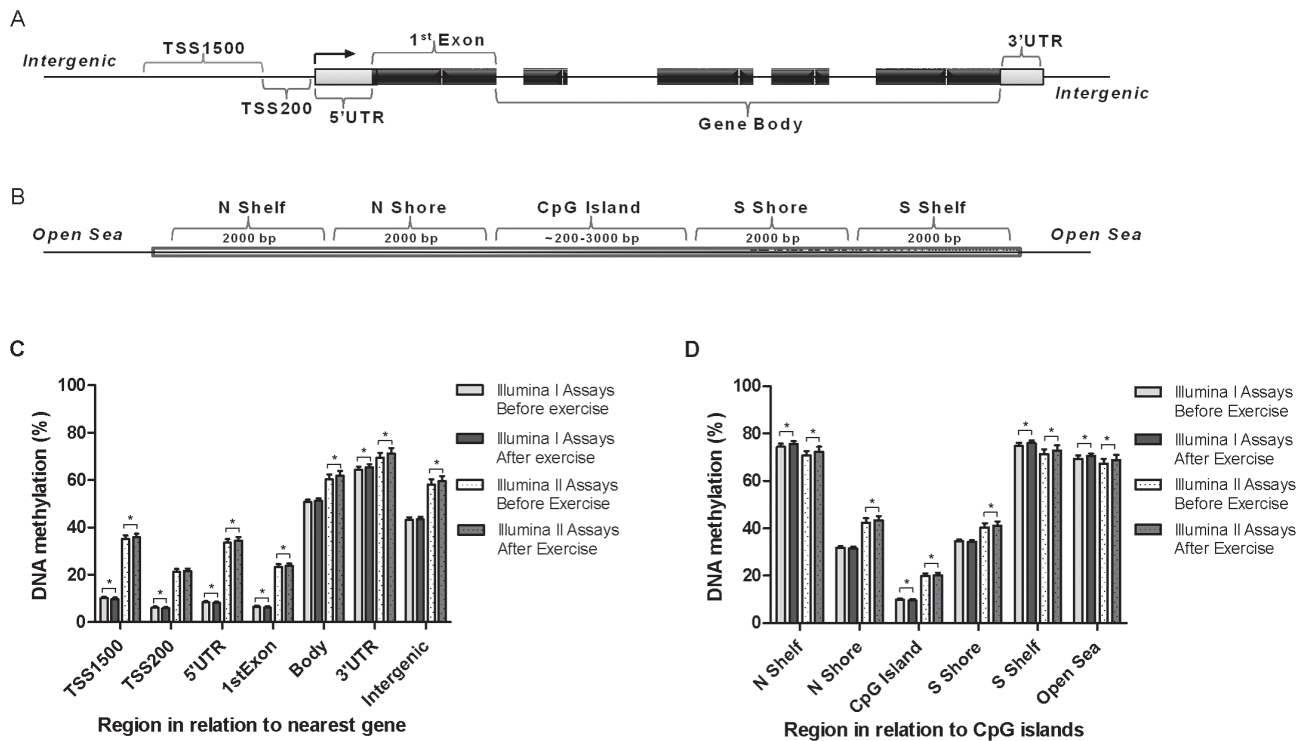 A
Intergenic
TSS1500
1st Exon
3'UTR
TSS200
5'UTR
Gene Body
Intergenic
B
Open Sea
N Shelf
N Shore
CpG Island
S Shore
S Shelf
2000 bp
2000 bp
~200-3000 bp
2000 bp
2000 bp
Open Sea
C
DNA methylation (%)
100
80
60
40
20
0
* * * * * * * * * * *
TSS1500
TSS200
5'UTR
1stExon
Body
3'UTR
Intergenic
Region in relation to nearest gene
Illumina I Assays
Before exercise
Illumina I Assays
After exercise
Illumina II Assays
Before Exercise
Illumina II Assays
After Exercise
D
DNA methylation (%)
100
80
60
40
20
0
* * * * * * * * * *
N Shelf
N Shore
CpG Island
S Shore
S Shelf
Open Sea
Region in relation to CpG islands
Illumina I Assays
Before Exercise
Illumina I Assays
After Exercise
Illumina II Assays
Before Exercise
Illumina II Assays
After Exercise